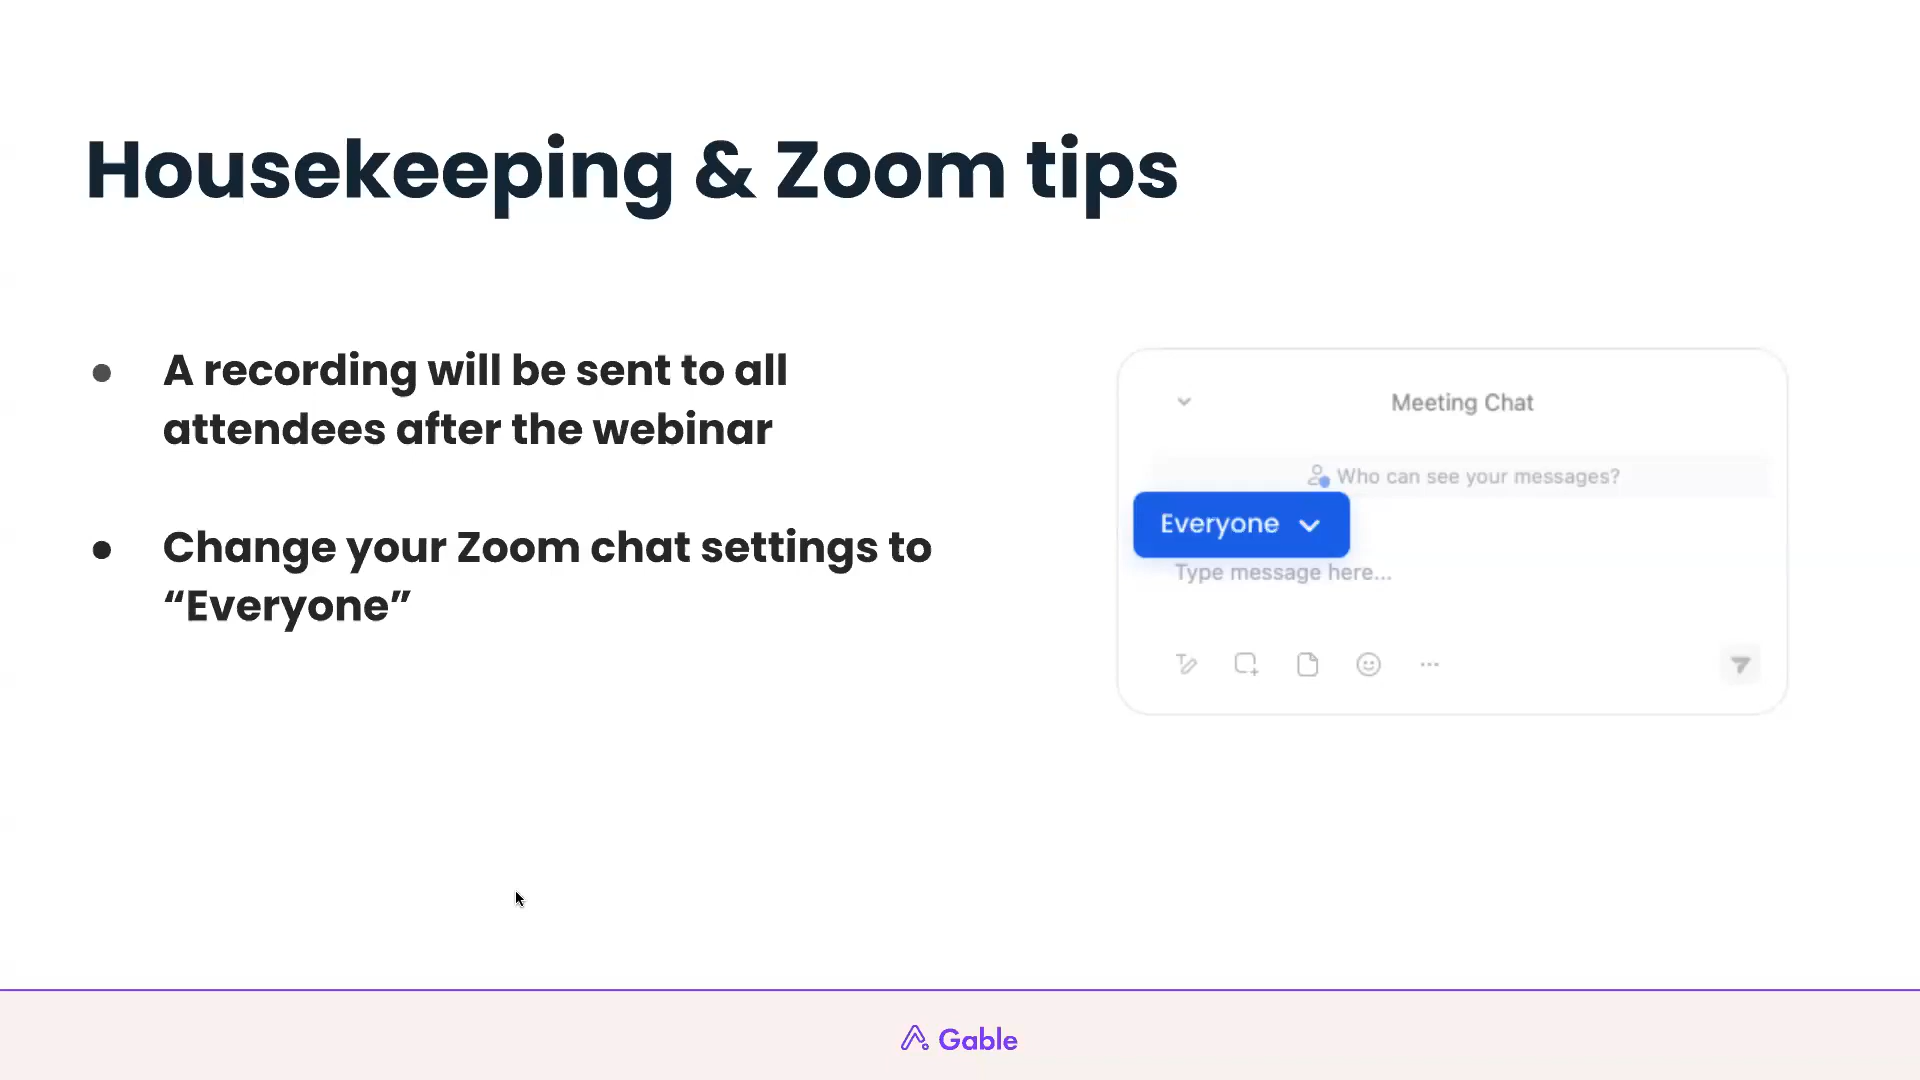 Housekeeping & Zoom tips
● A recording will be sent to all
attendees after the webinar
● Change your Zoom chat settings to
“Everyone”
Meeting Chat
Who can see your messages?
Everyone
Type message here...
Gable